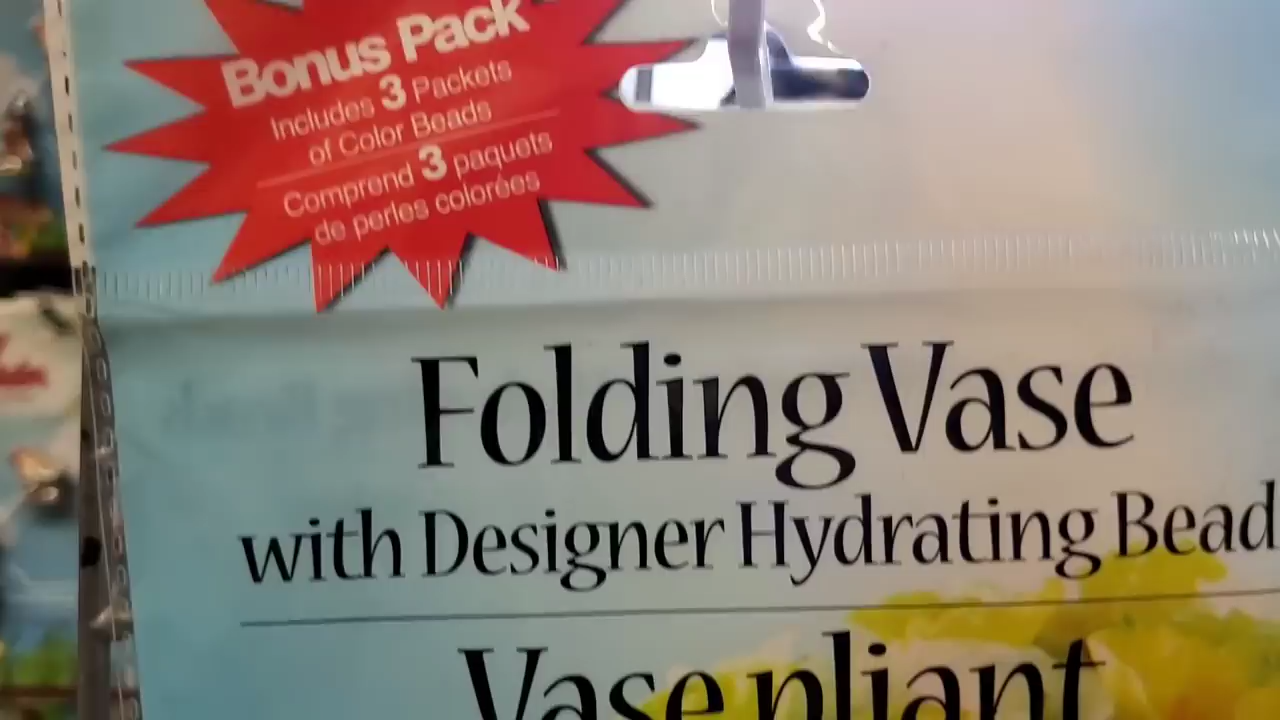 Bonus Pack
Includes 3 Packets
of Color Beads
Comprend 3 paquets
de perles colorées
Folding Vase
with Designer Hydrating Bead
Vase pliant